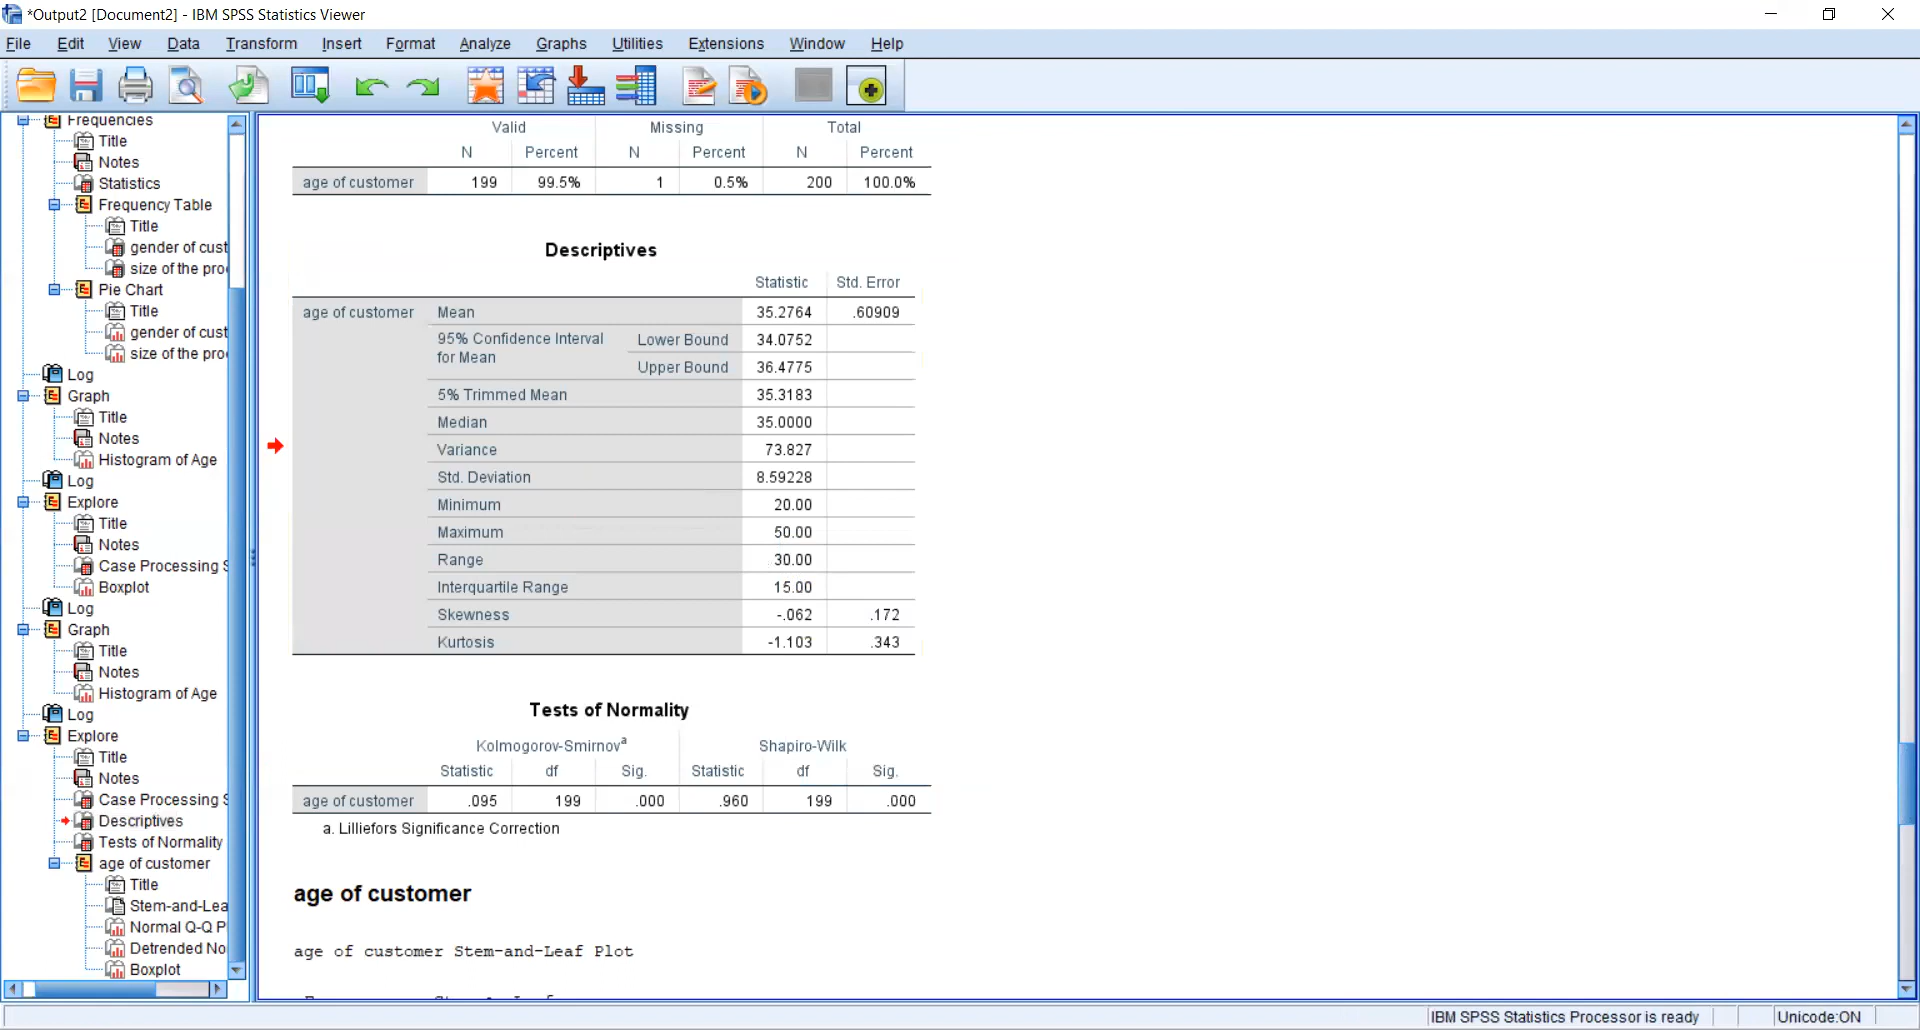 *Output2 [Document2] - IBM SPSS Statistics Viewer
File Edit View Data Transform Insert Format Analyze Graphs Utilities Extensions Window Help
Frequencies
Title
Notes
Statistics
Frequency Table
Title
gender of cust
size of the pro
Pie Chart
Title
gender of cust
size of the pro
Log
Graph
Title
Notes
Histogram of Age
Log
Explore
Title
Notes
Case Processing S
Boxplot
Log
Graph
Title
Notes
Histogram of Age
Log
Explore
Title
Notes
Case Processing S
Descriptives
Tests of Normality
age of customer
Title
Stem-and-Lea
Normal Q-Q P
Detrended No
Boxplot
Valid Missing Total
N Percent N Percent N Percent
age of customer 199 99.5% 1 0.5% 200 100.0%
Descriptives
Statistic Std. Error
age of customer Mean 35.2764 .60909
95% Confidence Interval for Mean Lower Bound 34.0752
Upper Bound 36.4775
5% Trimmed Mean 35.3183
Median 35.0000
Variance 73.827
Std. Deviation 8.59228
Minimum 20.00
Maximum 50.00
Range 30.00
Interquartile Range 15.00
Skewness -.062 .172
Kurtosis -1.103 .343
Tests of Normality
Kolmogorov-Smirnovᵃ Shapiro-Wilk
Statistic df Sig. Statistic df Sig.
age of customer .095 199 .000 .960 199 .000
a. Lilliefors Significance Correction
age of customer
age of customer Stem-and-Leaf Plot
IBM SPSS Statistics Processor is ready Unicode:ON